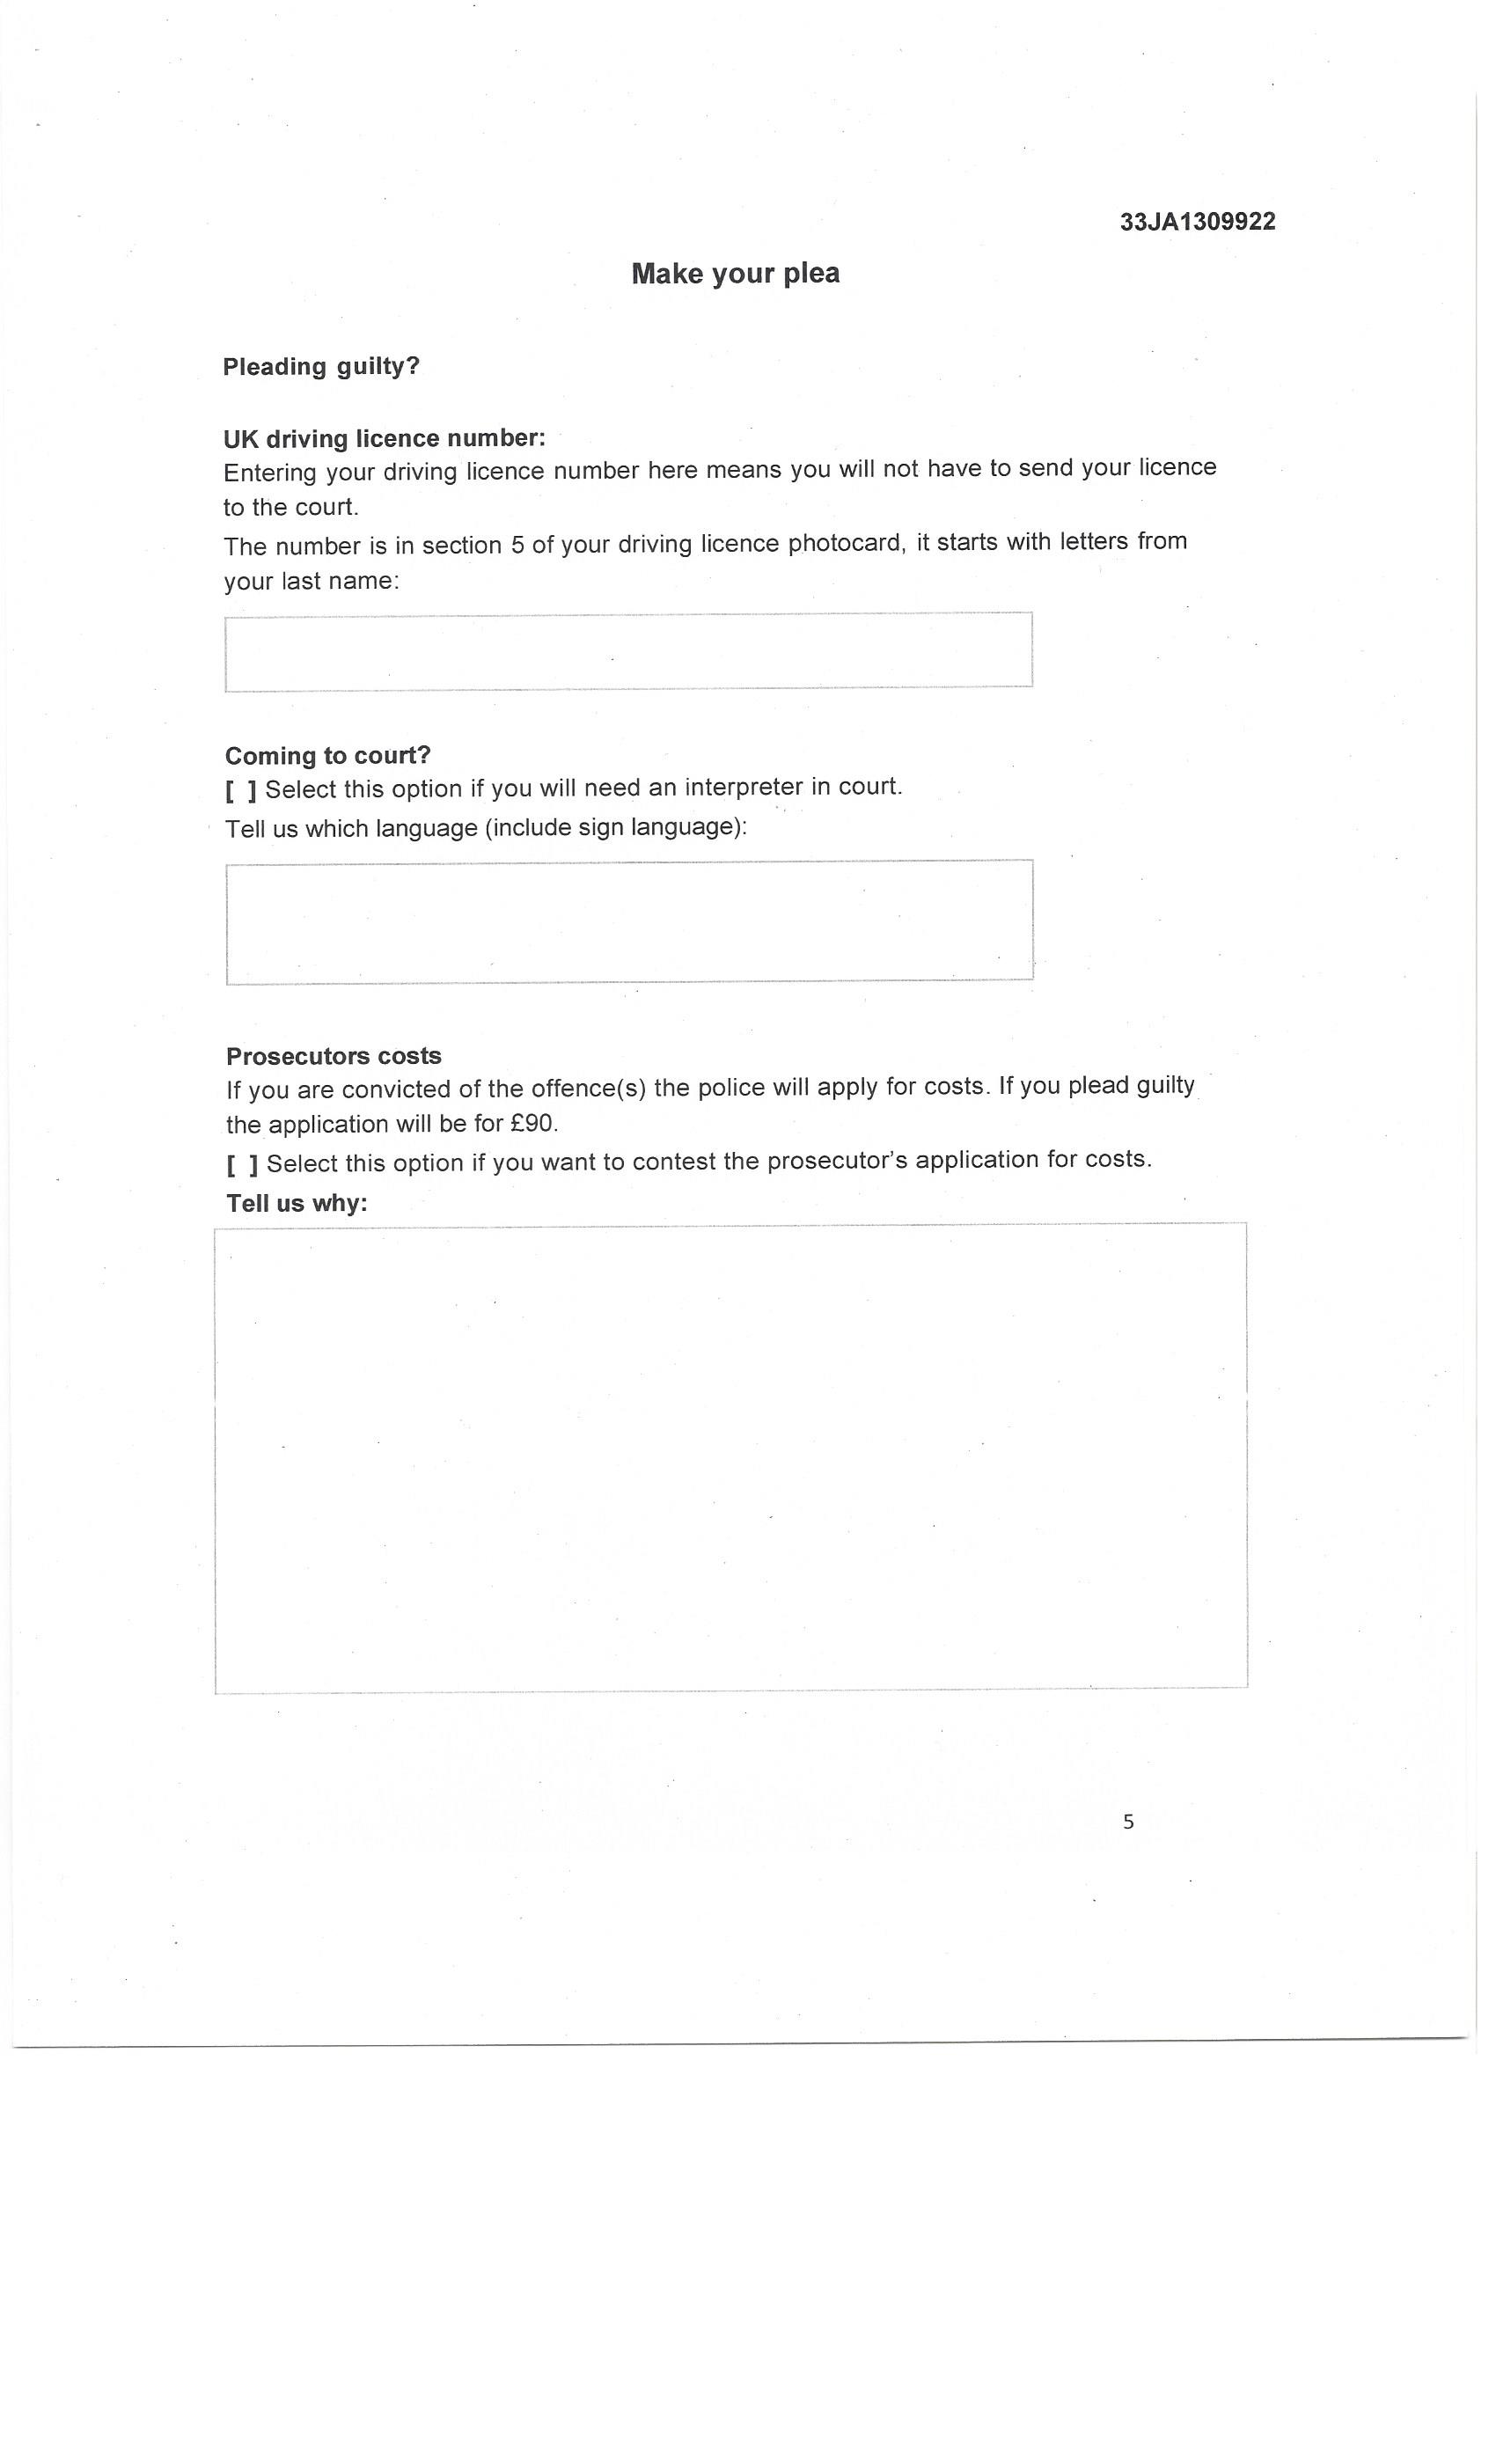 33JA1309922
Make your plea
Pleading guilty?
UK driving licence number:
Entering your driving licence number here means you will not have to send your licence
to the court.
The number is in section 5 of your driving licence photocard, it starts with letters from
your last name:
Coming to court?
[ ] Select this option if you will need an interpreter in court.
Tell us which language (include sign language):
Prosecutors costs
If you are convicted of the offence(s) the police will apply for costs. If you plead guilty
the application will be for £90.
[ ] Select this option if you want to contest the prosecutor's application for costs.
Tell us why:
5